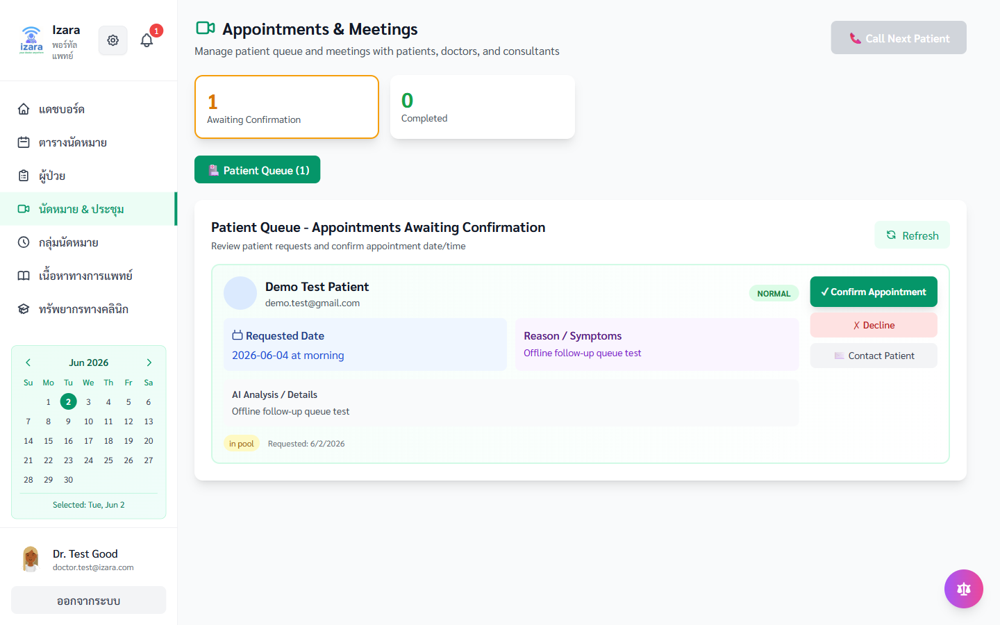 izara
Izara
พอร์ทัล
แพทย์
1
แดชบอร์ด
ตารางนัดหมาย
ผู้ป่วย
นัดหมาย & ประชุม
กลุ่มนัดหมาย
เนื้อหาทางการแพทย์
ทรัพยากรทางคลินิก
Jun 2026
Su Mo Tu We Th Fr Sa
1 2 3 4 5 6
7 8 9 10 11 12 13
14 15 16 17 18 19 20
21 22 23 24 25 26 27
28 29 30
Selected: Tue, Jun 2
Dr. Test Good
doctor.test@izara.com
ออกจากระบบ
Appointments & Meetings
Manage patient queue and meetings with patients, doctors, and consultants
Call Next Patient
1
Awaiting Confirmation
0
Completed
Patient Queue (1)
Patient Queue - Appointments Awaiting Confirmation
Review patient requests and confirm appointment date/time
Refresh
Demo Test Patient
demo.test@gmail.com
NORMAL
✓ Confirm Appointment
✗ Decline
Contact Patient
Requested Date
2026-06-04 at morning
Reason / Symptoms
Offline follow-up queue test
AI Analysis / Details
Offline follow-up queue test
in pool
Requested: 6/2/2026